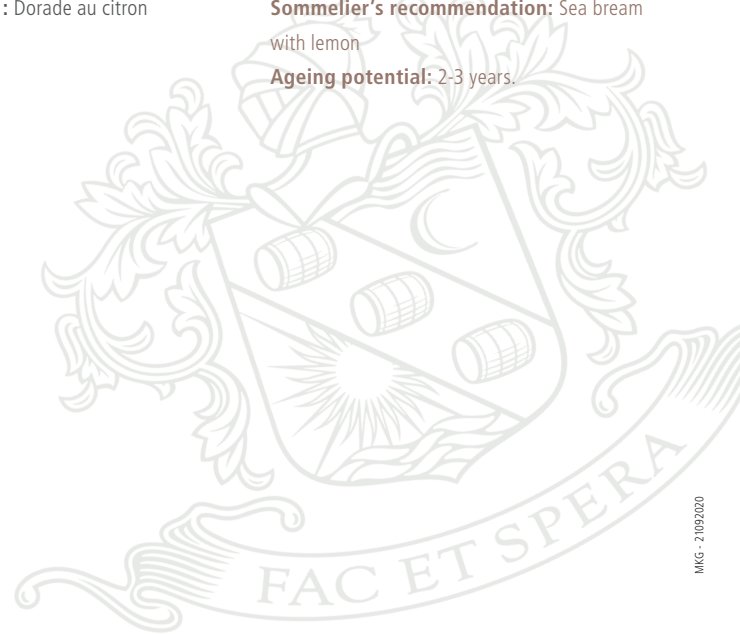 : Dorade au citron
Sommelier's recommendation: Sea bream
with lemon
Ageing potential: 2-3 years.
FAC ET SPERA
MKG - 21092020